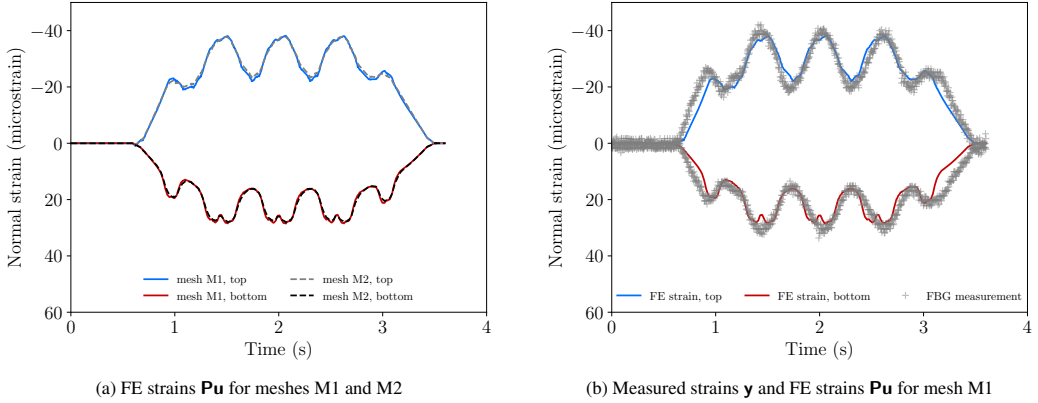 −40
−20
0
20
40
60
0 1 2 3 4
Normal strain (microstrain)
Time (s)
mesh M1, top
mesh M1, bottom
mesh M2, top
mesh M2, bottom
(a) FE strains Pu for meshes M1 and M2
−40
−20
0
20
40
60
0 1 2 3 4
Normal strain (microstrain)
Time (s)
FE strain, top
FE strain, bottom
FBG measurement
(b) Measured strains y and FE strains Pu for mesh M1